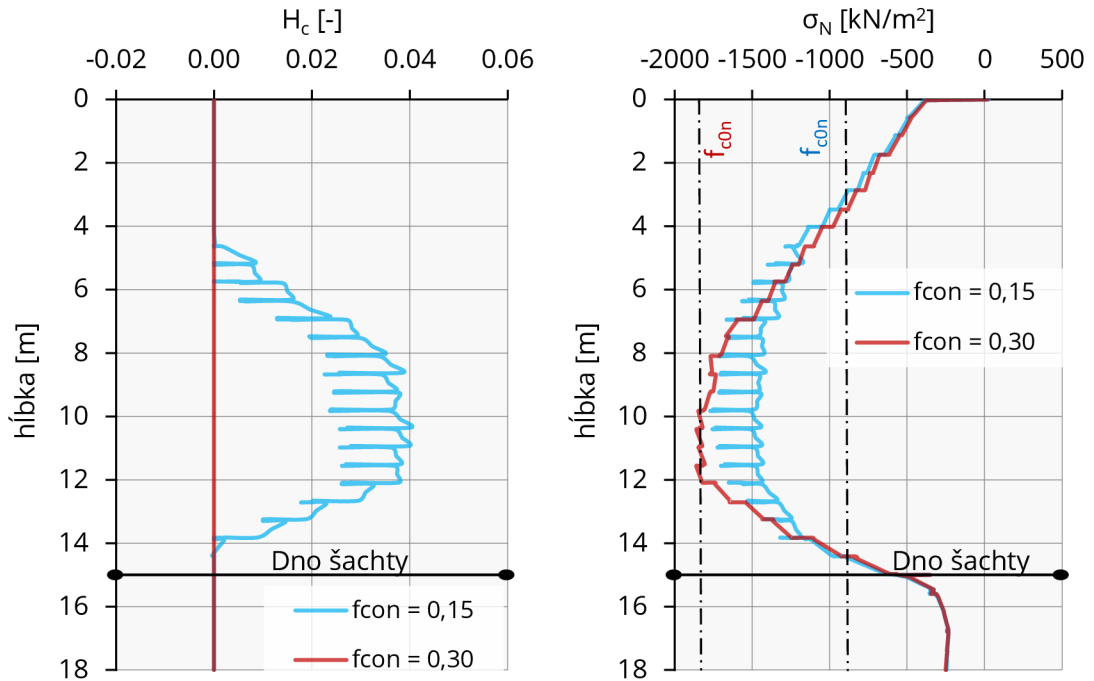 H_c [-]
-0.02 0.00 0.02 0.04 0.06
0
2
4
6
8
10
12
14
16
18
hĺbka [m]
Dno šachty
fcon = 0,15
fcon = 0,30
σ_N [kN/m²]
-2000 -1500 -1000 -500 0 500
0
2
4
6
8
10
12
14
16
18
hĺbka [m]
f_c0n
f_c0n
fcon = 0,15
fcon = 0,30
Dno šachty